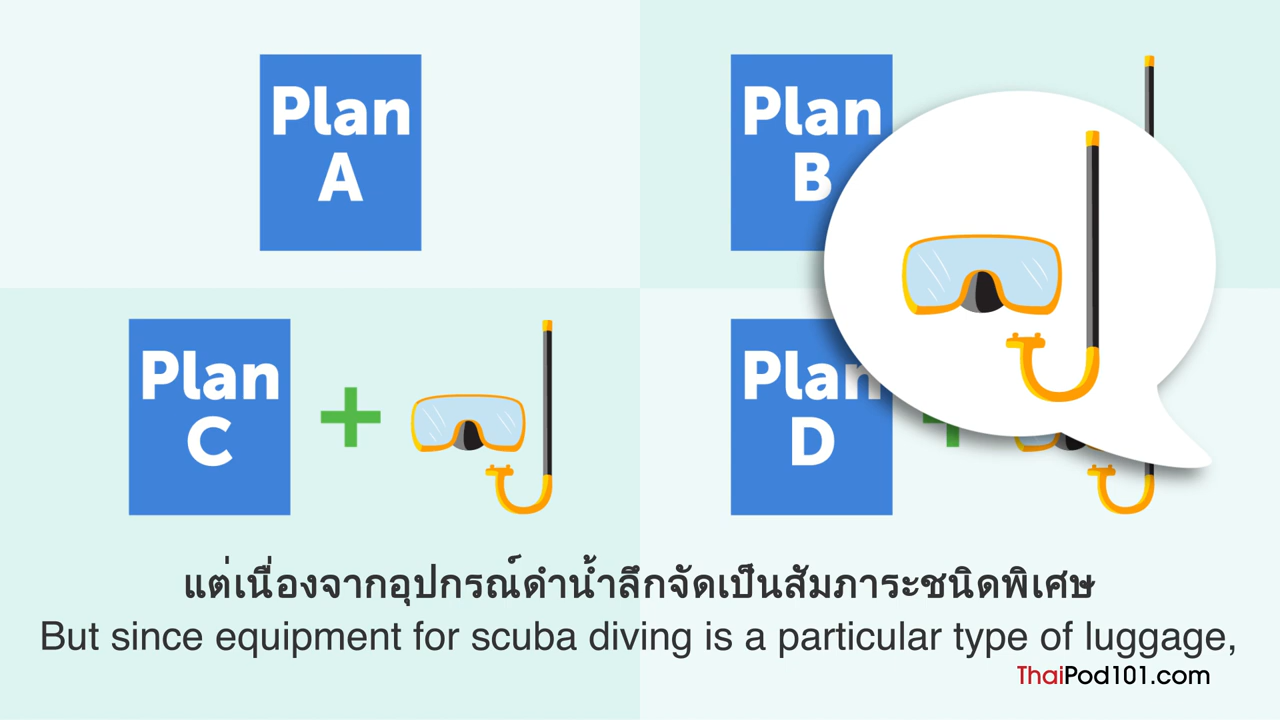 Plan
A
Plan
B
Plan
C
Plan
D
แต่เนื่องจากอุปกรณ์ดำน้ำลึกจัดเป็นสัมภาระชนิดพิเศษ
But since equipment for scuba diving is a particular type of luggage,
ThaiPod101.com